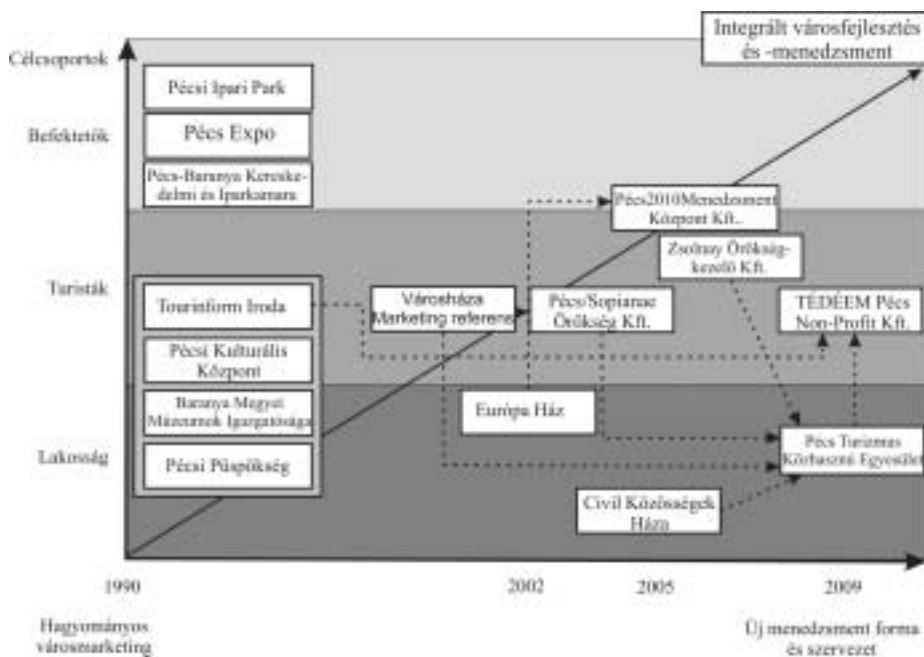 Célcsoportok
Integrált városfejlesztés
és -menedzsment
Pécsi Ipari Park
Befektetők
Pécs Expo
Pécs-Baranya Kereske-
delmi és Iparkamara
Pécs2010Menedzsment
Központ Kft..
Zsolnay Örökség-
kezelő Kft.
Turisták
Tourinform Iroda
Városháza
Marketing referens
Pécs/Sopianae
Örökség Kft.
TÉDÉEM Pécs
Non-Profit Kft.
Pécsi Kulturális
Központ
Baranya Megyei
Múzeumok Igazgatósága
Európa Ház
Lakosság
Pécsi Püspökség
Pécs Turizmus
Közhasznú Egyesület
Civil Közösségek
Háza
1990
2002
2005
2009
Hagyományos
városmarketing
Új menedzsment forma
és szervezet